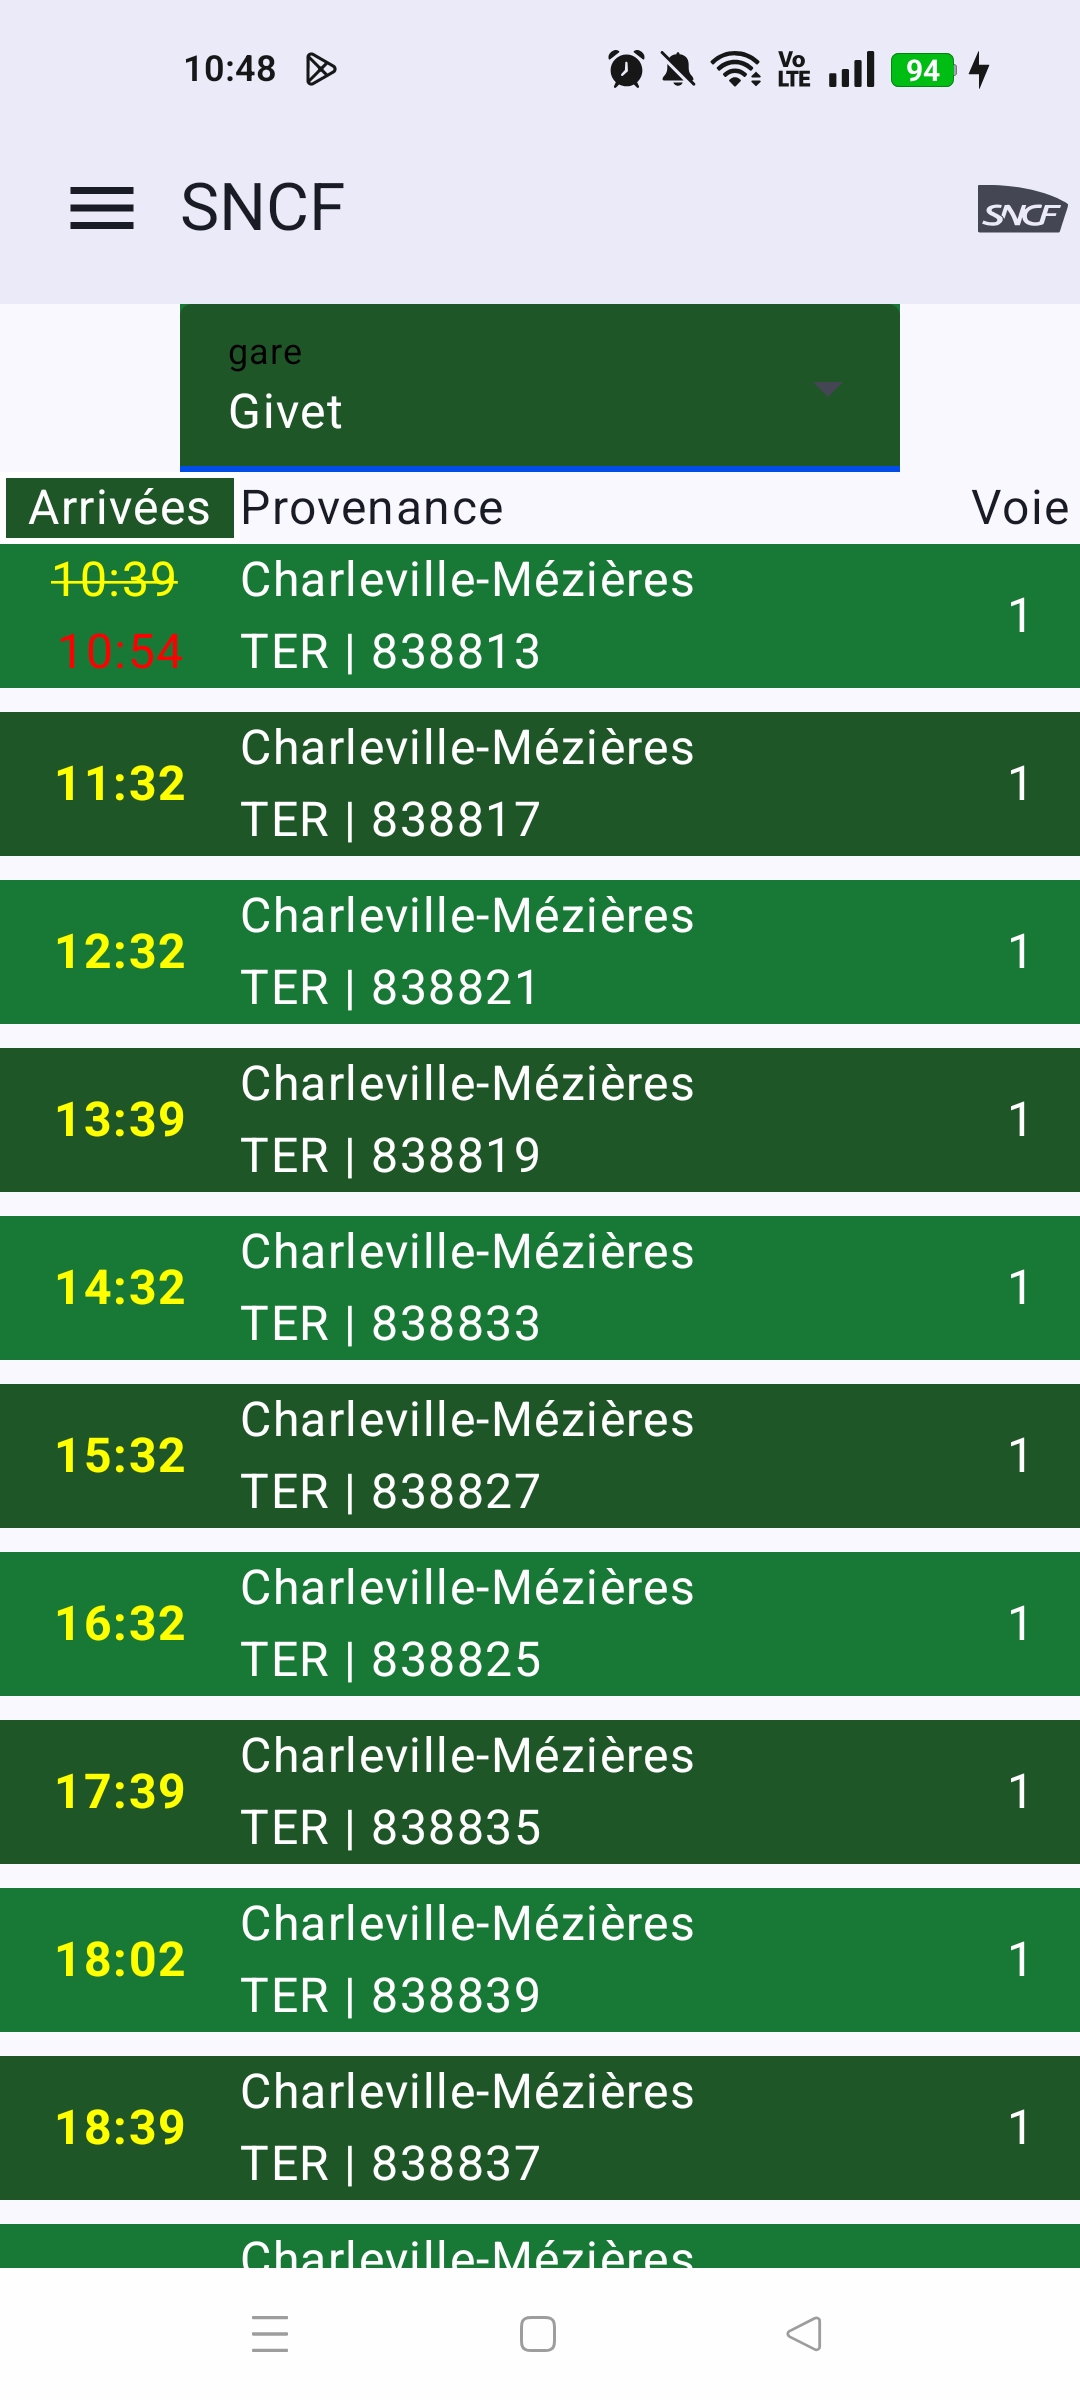 10:48
Vo
LTE
94
SNCF
SNCF
gare
Givet
Arrivées Provenance Voie
10:39 Charleville-Mézières
10:54 TER | 838813 1
11:32 Charleville-Mézières
TER | 838817 1
12:32 Charleville-Mézières
TER | 838821 1
13:39 Charleville-Mézières
TER | 838819 1
14:32 Charleville-Mézières
TER | 838833 1
15:32 Charleville-Mézières
TER | 838827 1
16:32 Charleville-Mézières
TER | 838825 1
17:39 Charleville-Mézières
TER | 838835 1
18:02 Charleville-Mézières
TER | 838839 1
18:39 Charleville-Mézières
TER | 838837 1
Charleville-Mézières